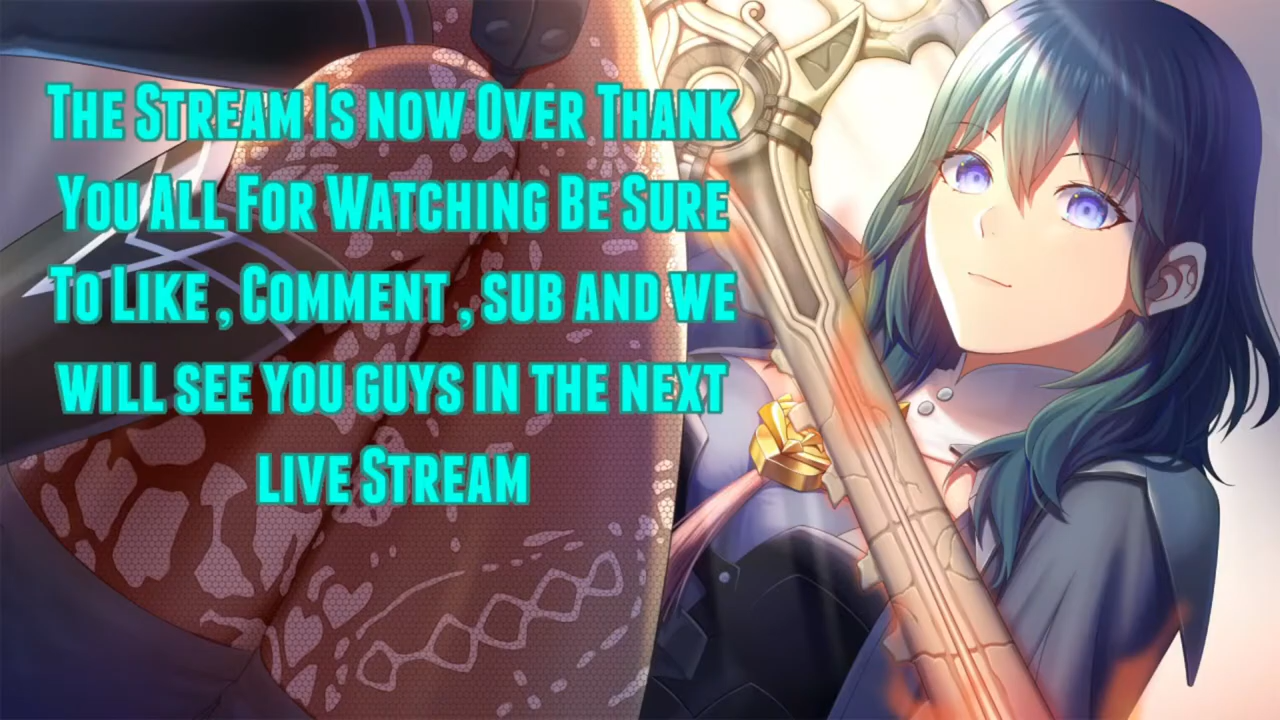 The Stream Is now Over Thank
You All For Watching Be Sure
To Like , Comment , sub and we
will see you guys in the next
live Stream